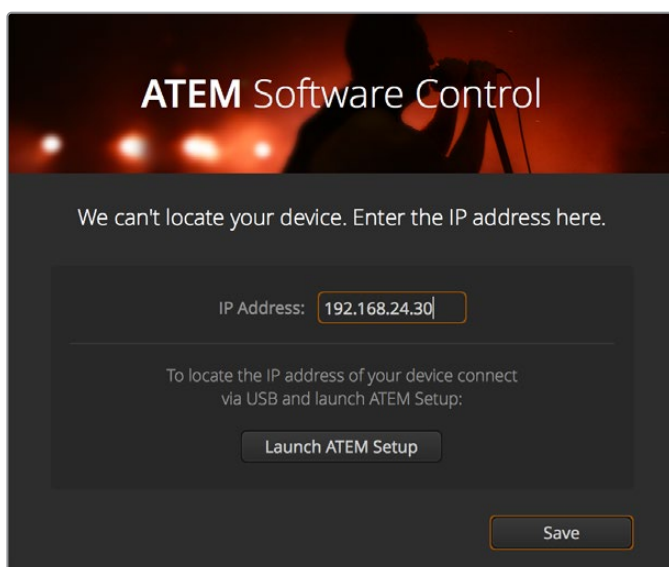 ATEM Software Control
We can't locate your device. Enter the IP address here.
IP Address: 192.168.24.30
To locate the IP address of your device connect
via USB and launch ATEM Setup:
Launch ATEM Setup
Save